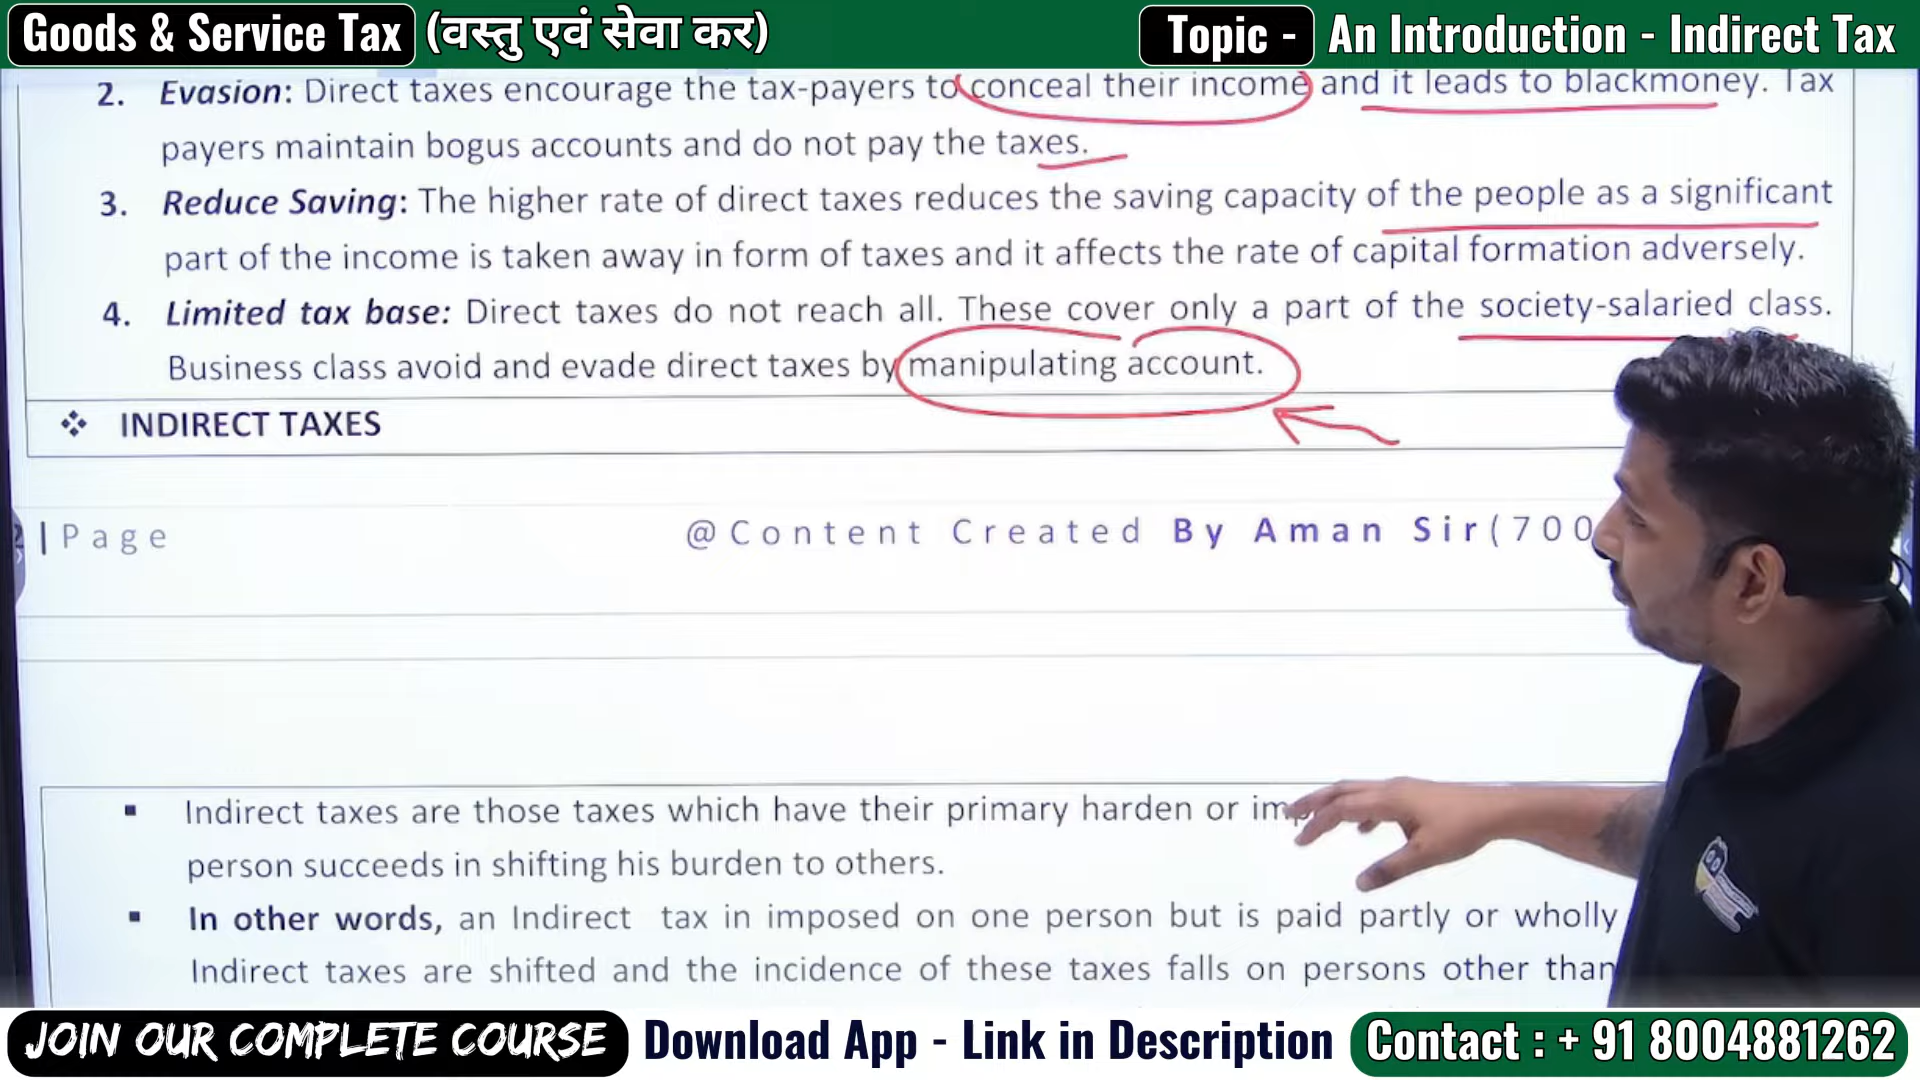 Goods & Service Tax (वस्तु एवं सेवा कर)
Topic - An Introduction - Indirect Tax
2. Evasion: Direct taxes encourage the tax-payers to conceal their income and it leads to blackmoney. Tax
payers maintain bogus accounts and do not pay the taxes.
3. Reduce Saving: The higher rate of direct taxes reduces the saving capacity of the people as a significant
part of the income is taken away in form of taxes and it affects the rate of capital formation adversely.
4. Limited tax base: Direct taxes do not reach all. These cover only a part of the society-salaried class.
Business class avoid and evade direct taxes by manipulating account.
❖ INDIRECT TAXES
| Page
@Content Created By Aman Sir(700
▪ Indirect taxes are those taxes which have their primary harden or
person succeeds in shifting his burden to others.
▪ In other words, an Indirect tax in imposed on one person but is paid partly or wholly
Indirect taxes are shifted and the incidence of these taxes falls on persons other than
JOIN OUR COMPLETE COURSE
Download App - Link in Description
Contact : + 91 8004881262